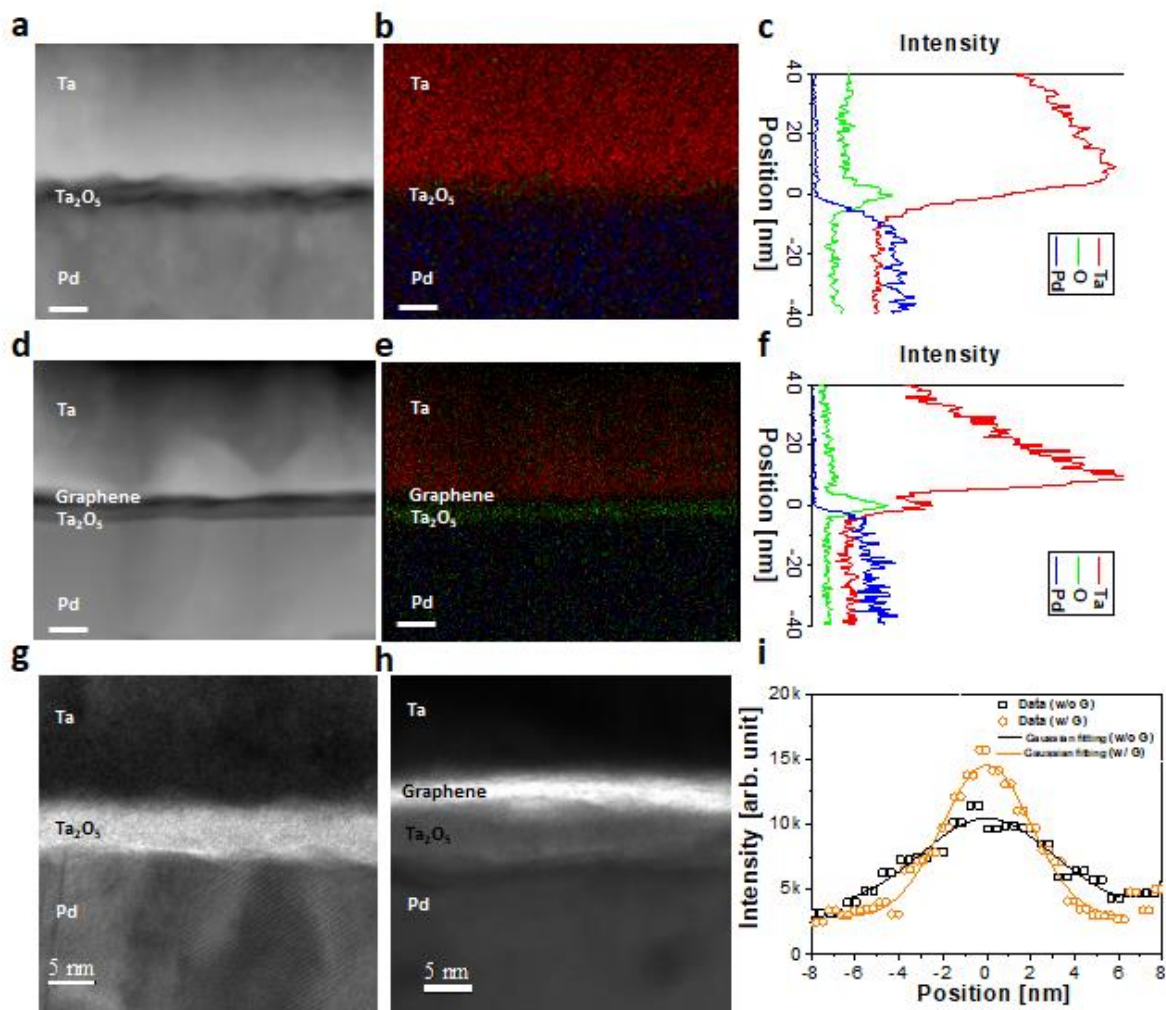 a
Ta
Ta₂O₅
Pd
b
Ta
Ta₂O₅
Pd
c
Intensity
Position [nm]
40
20
0
-20
-40
Ta
O
Pd
d
Ta
Graphene
Ta₂O₅
Pd
e
Ta
Graphene
Ta₂O₅
Pd
f
Intensity
Position [nm]
40
20
0
-20
-40
Ta
O
Pd
g
Ta
Ta₂O₅
Pd
5 nm
h
Ta
Graphene
Ta₂O₅
Pd
5 nm
i
Intensity [arb. unit]
20k
15k
10k
5k
0
Data (w/o G)
Data (w/ G)
Gaussian fitting (w/o G)
Gaussian fitting (w/ G)
-8 -6 -4 -2 0 2 4 6 8
Position [nm]